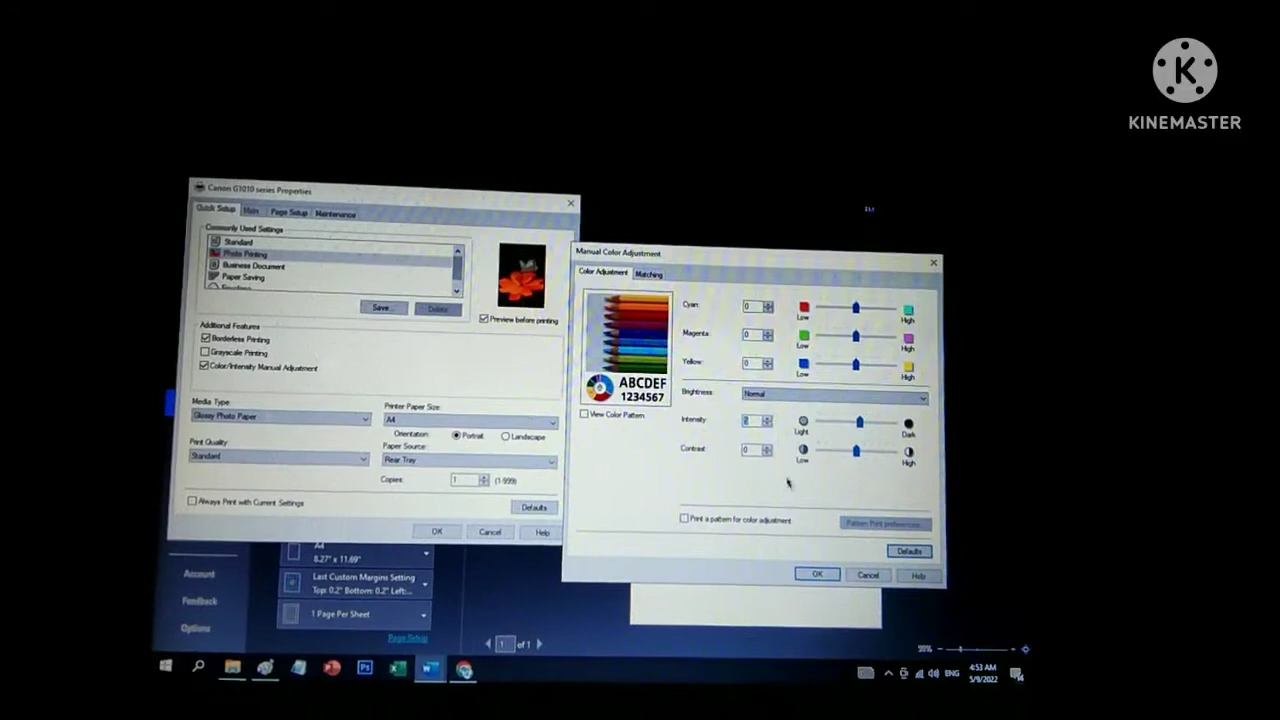 K
KINEMASTER
Canon G1010 series Properties
Quick Setup Main Page Setup Maintenance
Commonly Used Settings
Standard
Photo Printing
Business Document
Paper Saving
Save... Delete
Preview before printing
Additional Features
Borderless Printing
Grayscale Printing
Color/Intensity Manual Adjustment
Media Type:
Glossy Photo Paper
Printer Paper Size:
A4
Orientation: Portrait Landscape
Print Quality
Standard
Paper Source:
Rear Tray
Copies: 1 (1-999)
Always Print with Current Settings
Defaults
OK Cancel Help
Manual Color Adjustment
Color Adjustment Matching
ABCDEF
1234567
View Color Pattern
Cyan: 0 Low High
Magenta: 0 Low High
Yellow: 0 Low High
Brightness: Normal
Intensity: 2 Light Dark
Contrast: 0 Low High
Print a pattern for color adjustment Pattern Print preferences...
Defaults
OK Cancel Help
A4
8.27" x 11.69"
Last Custom Margins Setting
Top: 0.2" Bottom: 0.2" Left:...
1 Page Per Sheet
Page Setup
Account
Feedback
Options
1 of 1
Ps
ENG
4:53 AM
5/9/2022